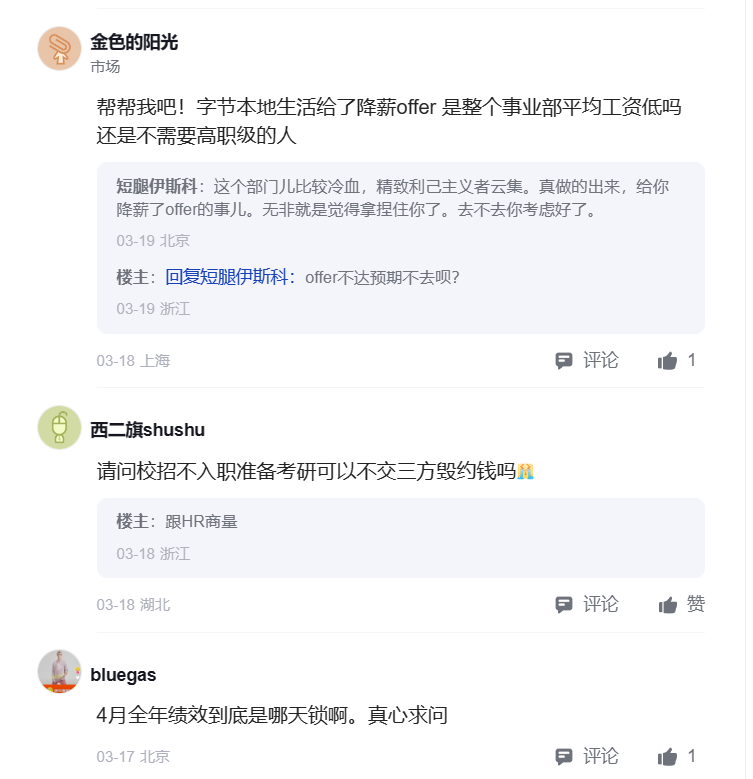 金色的阳光
市场
帮帮我吧！字节本地生活给了降薪offer 是整个事业部平均工资低吗
还是不需要高职级的人
短腿伊斯科：这个部门儿比较冷血，精致利己主义者云集。真做的出来，给你
降薪了offer的事儿。无非就是觉得拿捏住你了。去不去你考虑好了。
03-19 北京
楼主：回复短腿伊斯科：offer不达预期不去呗？
03-19 浙江
03-18 上海 评论 1
西二旗shushu
请问校招不入职准备考研可以不交三方毁约钱吗
楼主：跟HR商量
03-18 浙江
03-18 湖北 评论 赞
bluegas
4月全年绩效到底是哪天锁啊。真心求问
03-17 北京 评论 1